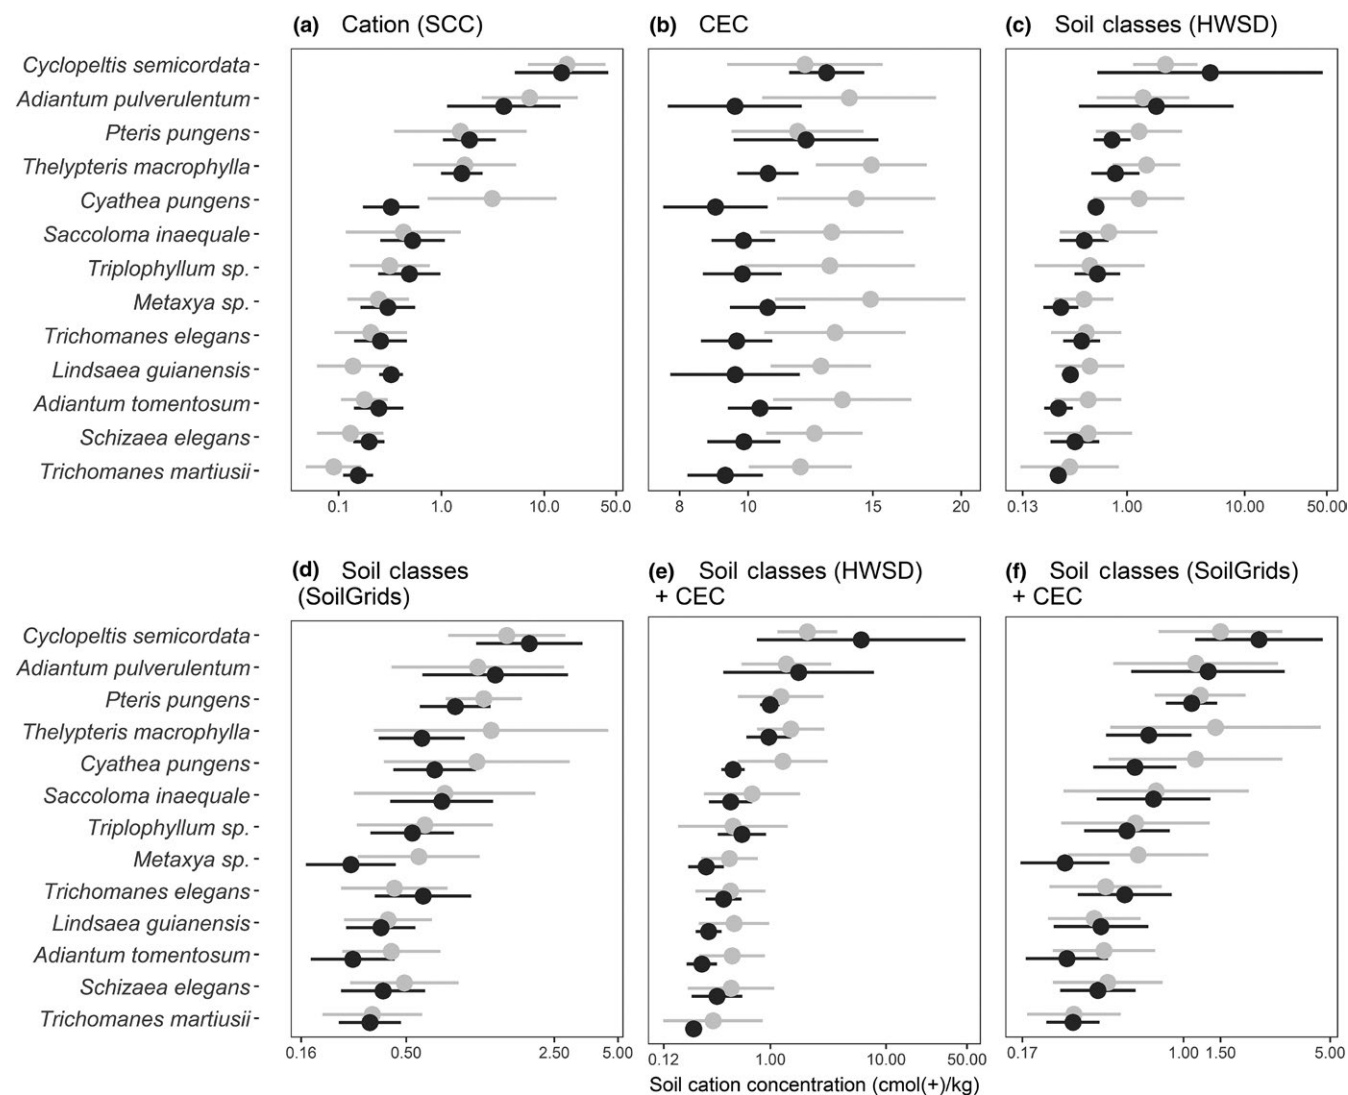 (a) Cation (SCC)
(b) CEC
(c) Soil classes (HWSD)
Cyclopeltis semicordata
Adiantum pulverulentum
Pteris pungens
Thelypteris macrophylla
Cyathea pungens
Saccoloma inaequale
Triplophyllum sp.
Metaxya sp.
Trichomanes elegans
Lindsaea guianensis
Adiantum tomentosum
Schizaea elegans
Trichomanes martiusii
0.1 1.0 10.0 50.0
8 10 15 20
0.13 1.00 10.00 50.00
(d) Soil classes
(SoilGrids)
(e) Soil classes (HWSD)
+ CEC
(f) Soil classes (SoilGrids)
+ CEC
Cyclopeltis semicordata
Adiantum pulverulentum
Pteris pungens
Thelypteris macrophylla
Cyathea pungens
Saccoloma inaequale
Triplophyllum sp.
Metaxya sp.
Trichomanes elegans
Lindsaea guianensis
Adiantum tomentosum
Schizaea elegans
Trichomanes martiusii
0.16 0.50 2.50 5.00
0.12 1.00 10.00 50.00
0.17 1.00 1.50 5.00
Soil cation concentration (cmol(+)/kg)